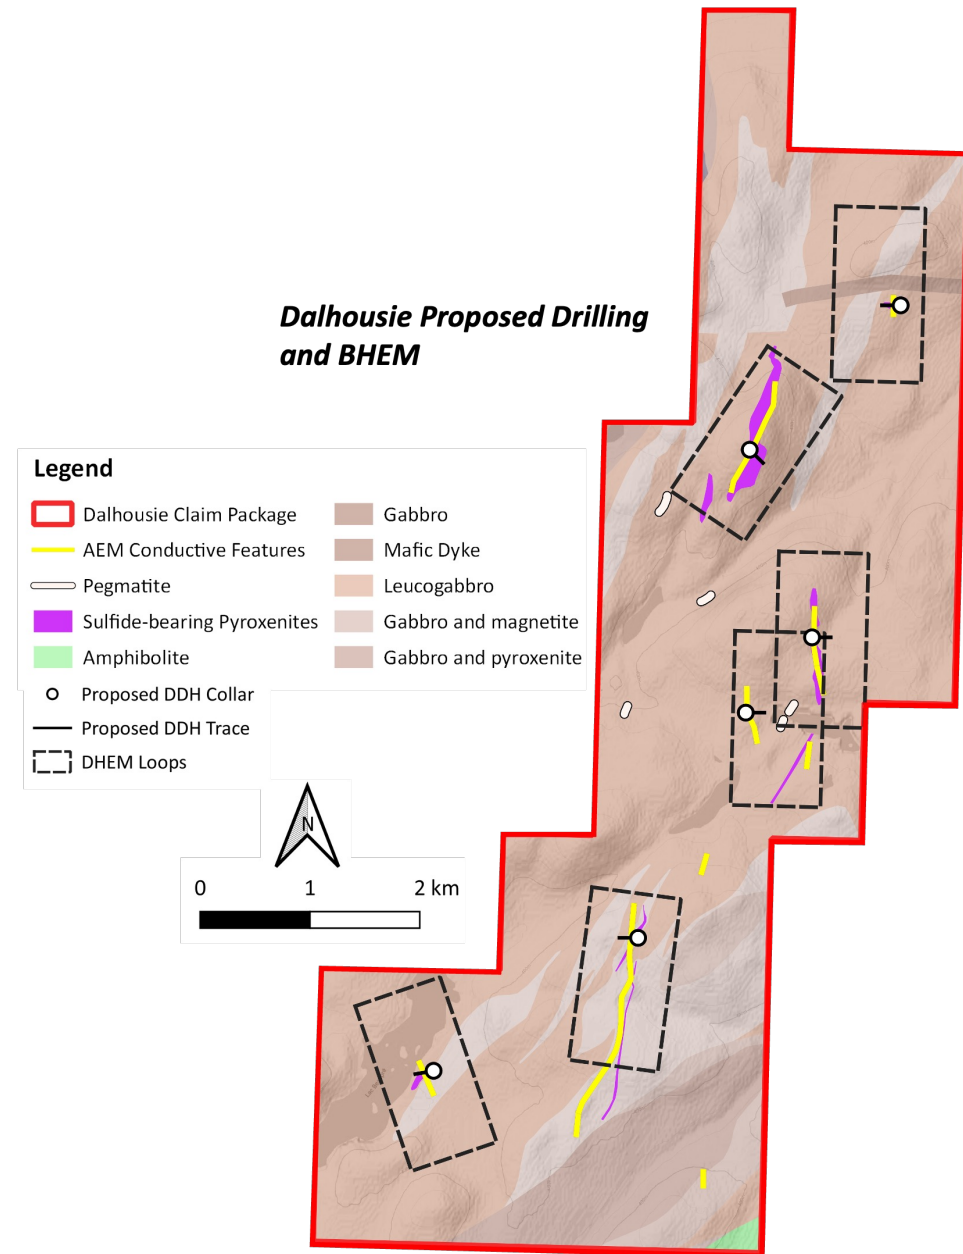 Dalhousie Proposed Drilling
and BHEM
Legend
Dalhousie Claim Package
AEM Conductive Features
Pegmatite
Sulfide-bearing Pyroxenites
Amphibolite
Proposed DDH Collar
Proposed DDH Trace
DHEM Loops
Gabbro
Mafic Dyke
Leucogabbro
Gabbro and magnetite
Gabbro and pyroxenite
N
0 1 2 km